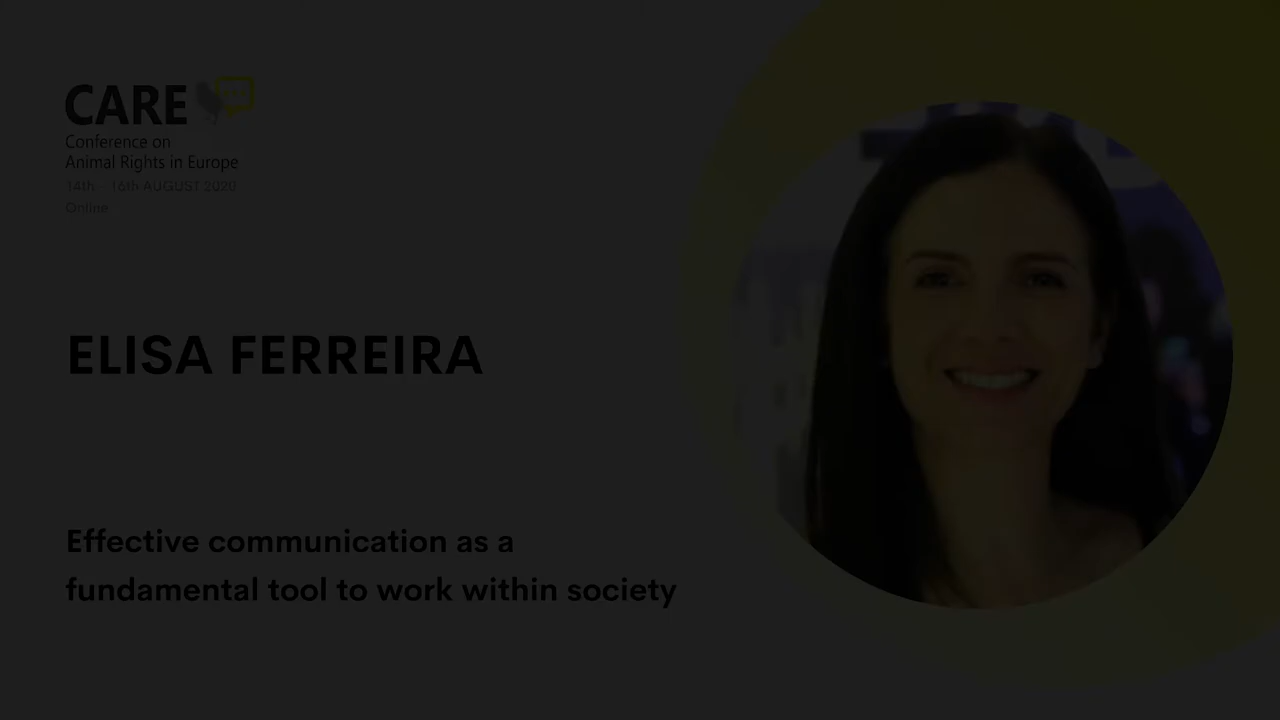 CARE
Conference on
Animal Rights in Europe
14th - 16th AUGUST 2020
Online
ELISA FERREIRA
Effective communication as a
fundamental tool to work within society